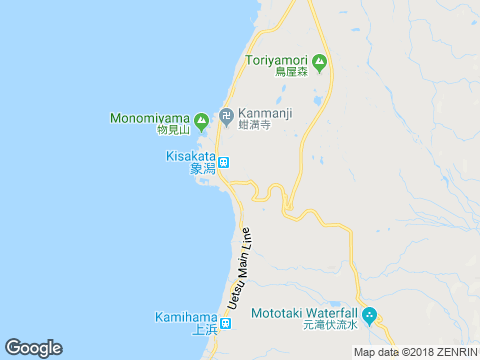 Toriyamori
鳥屋森
Kanmanji
蚶満寺
Monomiyama
物見山
Kisakata
象潟
Uetsu Main Line
Mototaki Waterfall
元滝伏流水
Kamihama
上浜
Google
Map data ©2018 ZENRIN